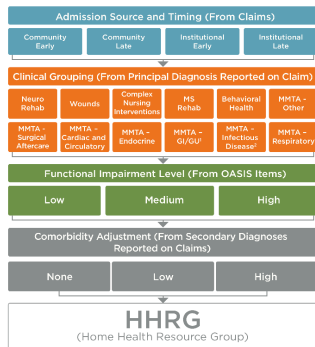 Admission Source and Timing (From Claims)
Community Early
Community Late
Institutional Early
Institutional Late
Clinical Grouping (From Principal Diagnosis Reported on Claim)
Neuro Rehab
Wounds
Complex Nursing Interventions
MS Rehab
Behavioral Health
MMTA – Other
MMTA – Surgical Aftercare
MMTA – Cardiac and Circulatory
MMTA – Endocrine
MMTA – GI/GU¹
MMTA – Infectious Disease²
MMTA – Respiratory
Functional Impairment Level (From OASIS Items)
Low
Medium
High
Comorbidity Adjustment (From Secondary Diagnoses
Reported on Claims)
None
Low
High
HHRG
(Home Health Resource Group)